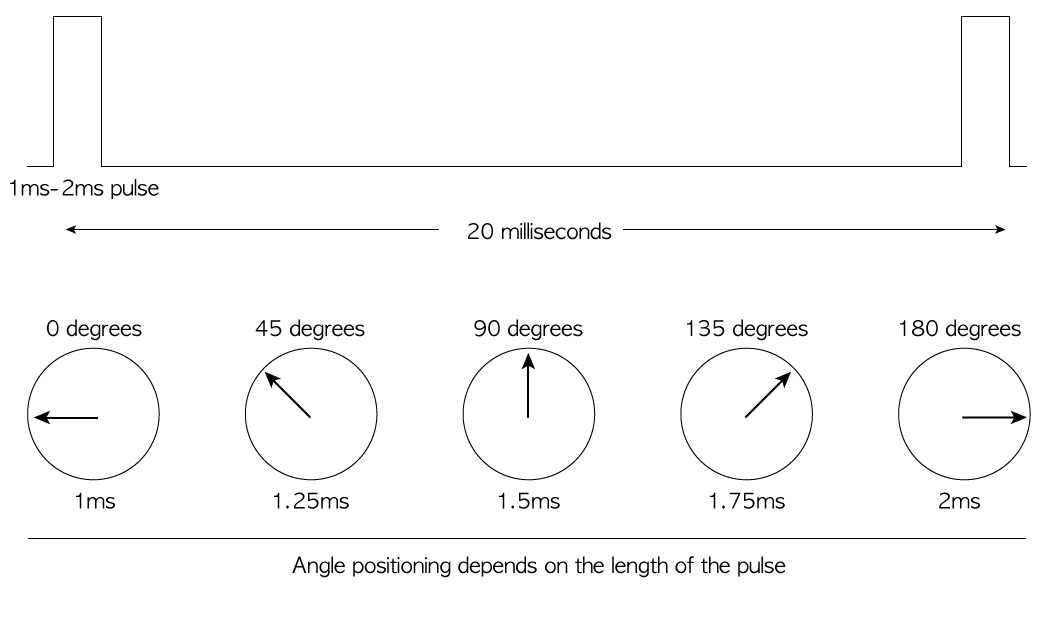 1ms-2ms pulse
20 milliseconds
0 degrees
45 degrees
90 degrees
135 degrees
180 degrees
1ms
1.25ms
1.5ms
1.75ms
2ms
Angle positioning depends on the length of the pulse